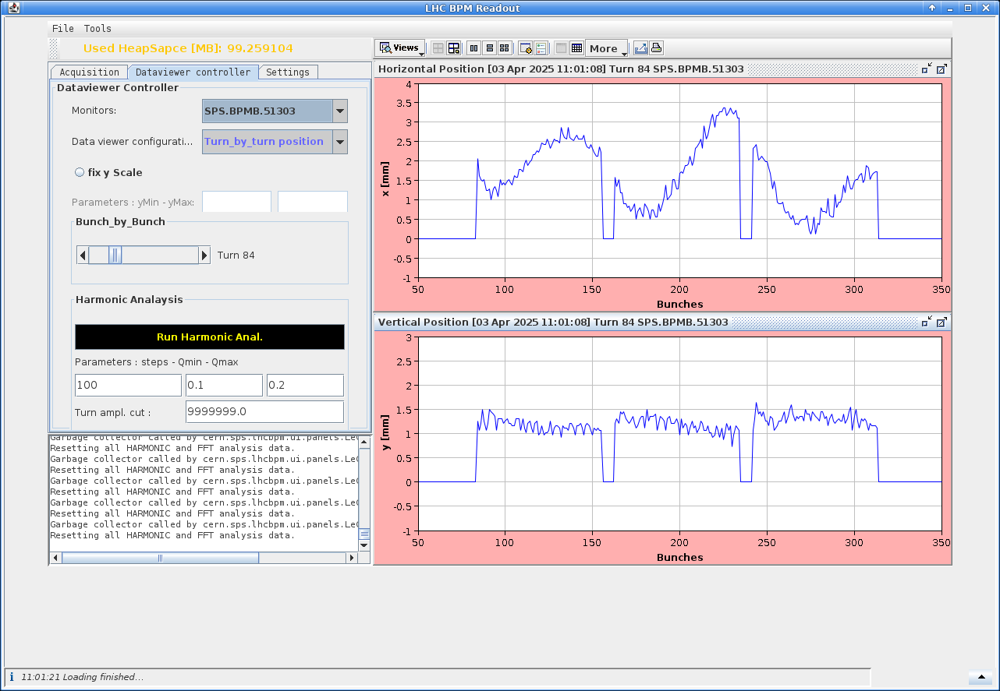 LHC BPM Readout
File Tools
Used HeapSapce [MB]: 99.259104
Acquisition Dataviewer controller Settings
Dataviewer Controller
Monitors: SPS.BPMB.51303
Data viewer configurati... Turn_by_turn position
fix y Scale
Parameters : yMin - yMax:
Bunch_by_Bunch
Turn 84
Harmonic Analaysis
Run Harmonic Anal.
Parameters : steps - Qmin - Qmax
100 0.1 0.2
Turn ampl. cut : 9999999.0
Garbage collector called by cern.sps.lhcbpm.ui.panels.Le
Resetting all HARMONIC and FFT analysis data.
Garbage collector called by cern.sps.lhcbpm.ui.panels.Le
Resetting all HARMONIC and FFT analysis data.
Garbage collector called by cern.sps.lhcbpm.ui.panels.Le
Resetting all HARMONIC and FFT analysis data.
Garbage collector called by cern.sps.lhcbpm.ui.panels.Le
Resetting all HARMONIC and FFT analysis data.
Garbage collector called by cern.sps.lhcbpm.ui.panels.Le
Resetting all HARMONIC and FFT analysis data.
Views More
Horizontal Position [03 Apr 2025 11:01:08] Turn 84 SPS.BPMB.51303
4
3.5
3
2.5
2
1.5
1
0.5
0
-0.5
-1
x [mm]
50 100 150 200 250 300 350
Bunches
Vertical Position [03 Apr 2025 11:01:08] Turn 84 SPS.BPMB.51303
3
2.5
2
1.5
1
0.5
0
-0.5
-1
y [mm]
50 100 150 200 250 300 350
Bunches
11:01:21 Loading finished...